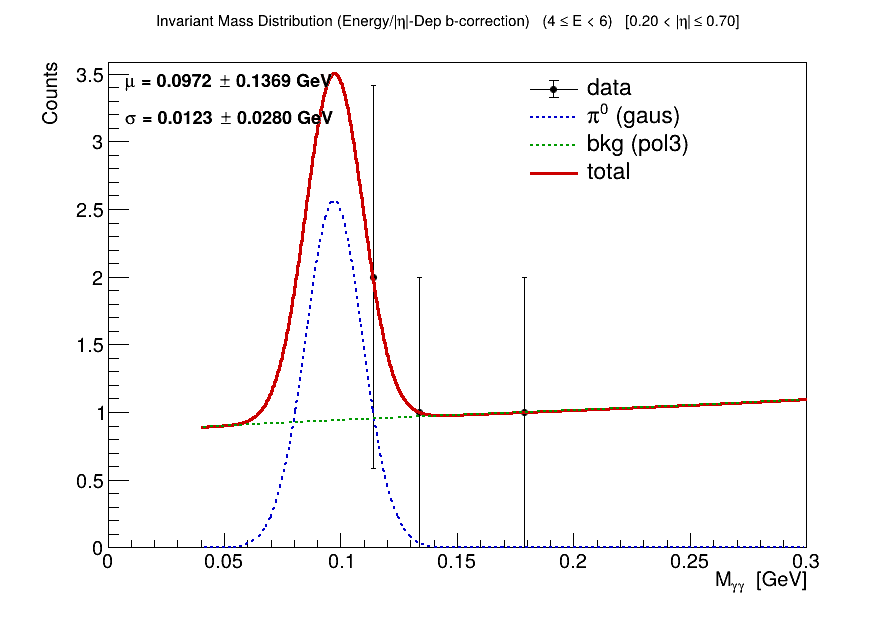 Invariant Mass Distribution (Energy/|η|-Dep b-correction) (4 ≤ E < 6) [0.20 < |η| ≤ 0.70]
Counts
μ = 0.0972 ± 0.1369 GeV
σ = 0.0123 ± 0.0280 GeV
data
π⁰ (gaus)
bkg (pol3)
total
3.5
3
2.5
2
1.5
1
0.5
0
0 0.05 0.1 0.15 0.2 0.25 0.3
M_γγ [GeV]